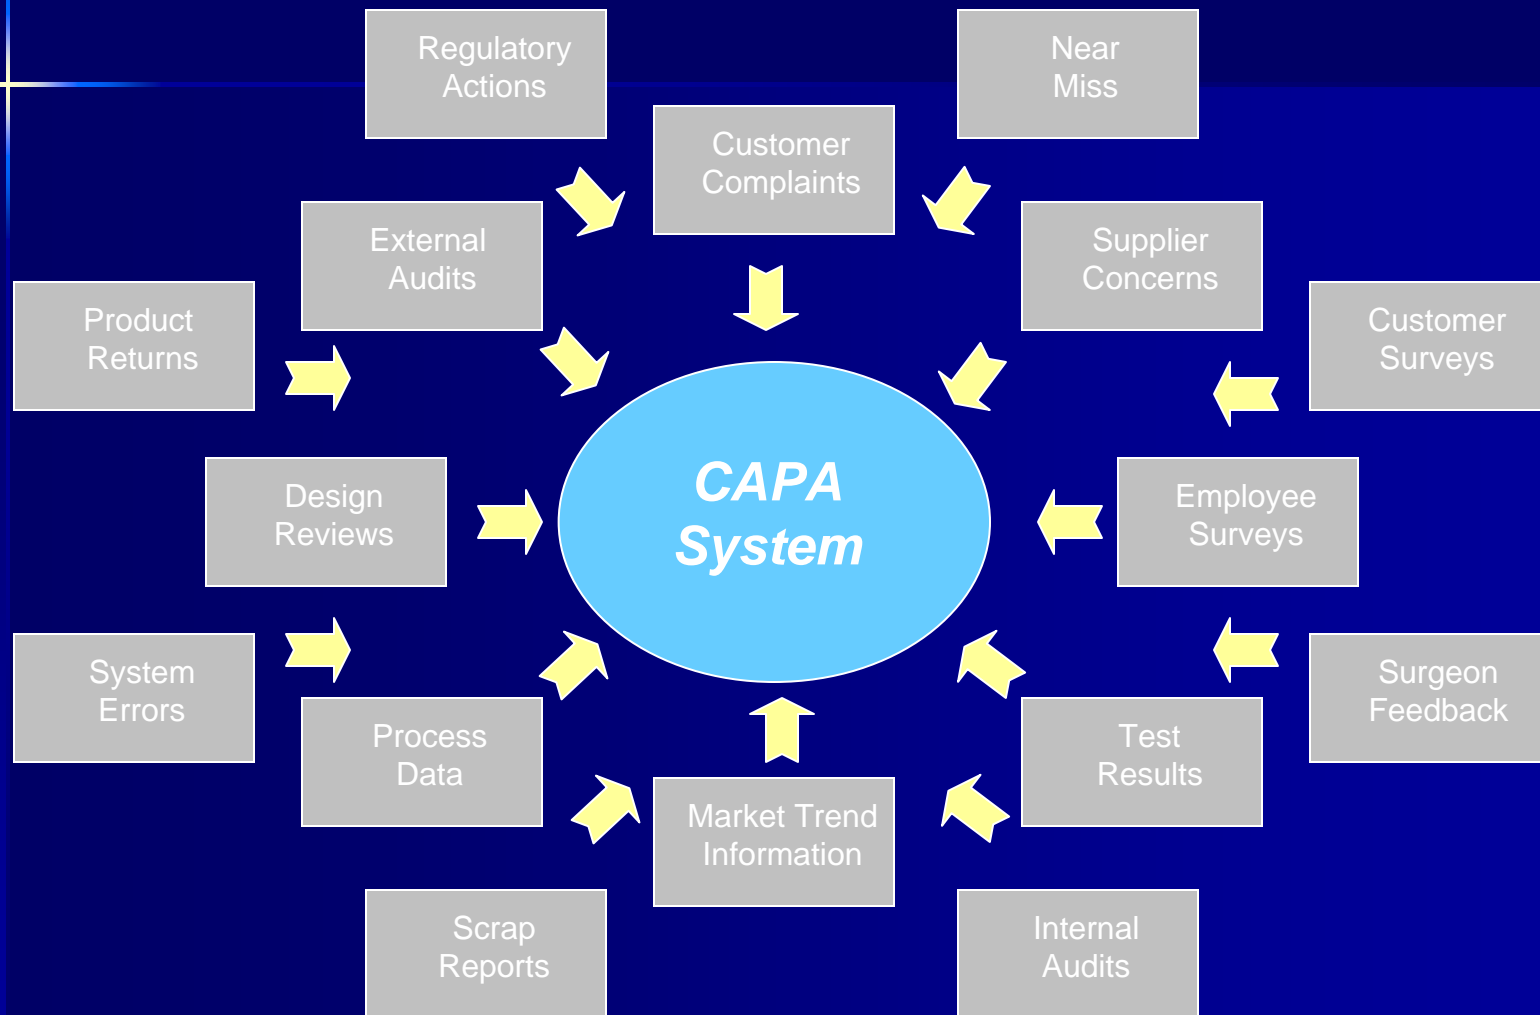 Regulatory
Actions
Near
Miss
Customer
Complaints
External
Audits
Supplier
Concerns
Product
Returns
Customer
Surveys
CAPA
System
Design
Reviews
Employee
Surveys
System
Errors
Surgeon
Feedback
Process
Data
Test
Results
Market Trend
Information
Scrap
Reports
Internal
Audits